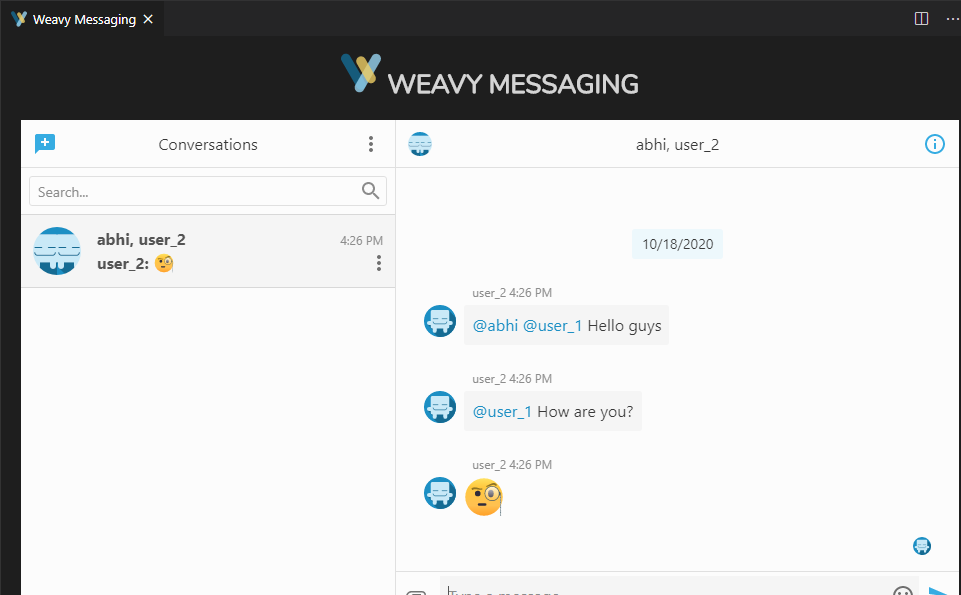 Weavy Messaging
WEAVY MESSAGING
Conversations
Search...
abhi, user_2
4:26 PM
user_2: 🧐
abhi, user_2
10/18/2020
user_2 4:26 PM
@abhi @user_1 Hello guys
user_2 4:26 PM
@user_1 How are you?
user_2 4:26 PM
🧐
Type a message